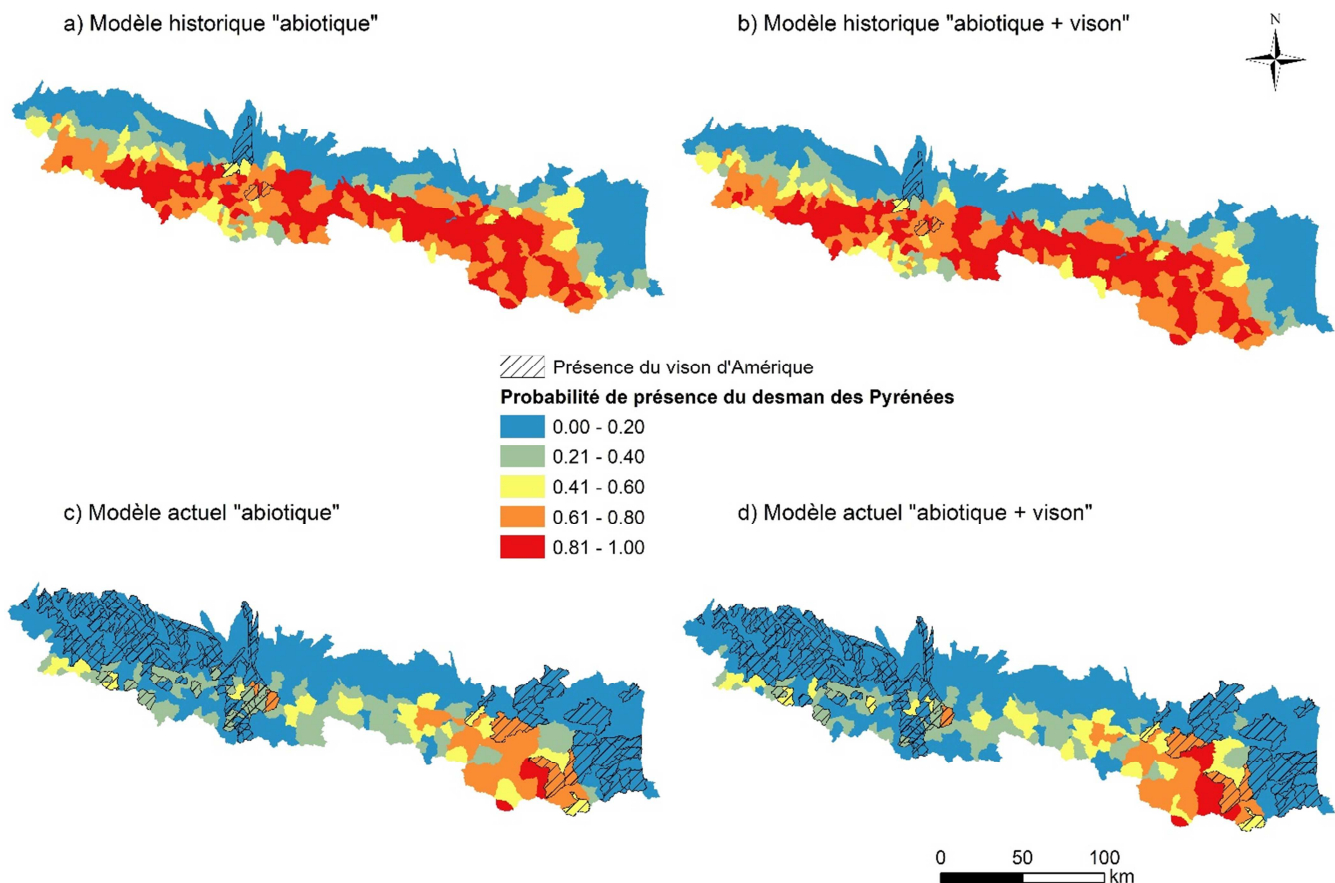 a) Modèle historique "abiotique"
b) Modèle historique "abiotique + vison"
N
Présence du vison d'Amérique
Probabilité de présence du desman des Pyrénées
0.00 - 0.20
0.21 - 0.40
0.41 - 0.60
0.61 - 0.80
0.81 - 1.00
c) Modèle actuel "abiotique"
d) Modèle actuel "abiotique + vison"
0 50 100
km